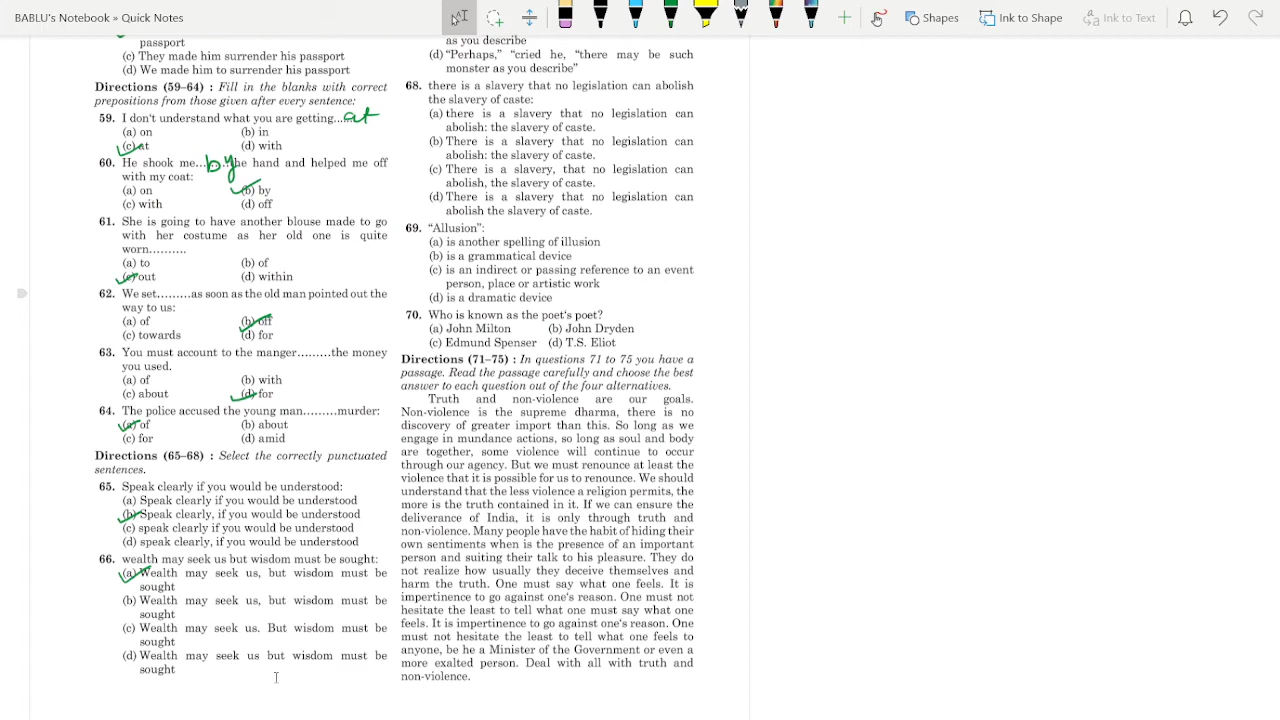 BABLU's Notebook » Quick Notes
Shapes
Ink to Shape
Ink to Text
passport
(c) They made him surrender his passport
(d) We made him to surrender his passport
Directions (59–64) : Fill in the blanks with correct
prepositions from those given after every sentence:
59. I don't understand what you are getting....at
(a) on (b) in
(c) at (d) with
60. He shook me........by the hand and helped me off
with my coat:
(a) on (b) by
(c) with (d) off
61. She is going to have another blouse made to go
with her costume as her old one is quite
worn..........
(a) to (b) of
(c) out (d) within
62. We set.........as soon as the old man pointed out the
way to us:
(a) of (b) off
(c) towards (d) for
63. You must account to the manger.........the money
you used.
(a) of (b) with
(c) about (d) for
64. The police accused the young man.........murder:
(a) of (b) about
(c) for (d) amid
Directions (65–68) : Select the correctly punctuated
sentences.
65. Speak clearly if you would be understood:
(a) Speak clearly if you would be understood
(b) Speak clearly, if you would be understood
(c) speak clearly if you would be understood
(d) speak clearly, if you would be understood
66. wealth may seek us but wisdom must be sought:
(a) Wealth may seek us, but wisdom must be
sought
(b) Wealth may seek us, but wisdom must be
sought
(c) Wealth may seek us. But wisdom must be
sought
(d) Wealth may seek us but wisdom must be
sought
as you describe
(d) “Perhaps,” “cried he, “there may be such
monster as you describe”
68. there is a slavery that no legislation can abolish
the slavery of caste:
(a) there is a slavery that no legislation can
abolish: the slavery of caste.
(b) There is a slavery that no legislation can
abolish: the slavery of caste.
(c) There is a slavery, that no legislation can
abolish, the slavery of caste.
(d) There is a slavery that no legislation can
abolish the slavery of caste.
69. “Allusion”:
(a) is another spelling of illusion
(b) is a grammatical device
(c) is an indirect or passing reference to an event
person, place or artistic work
(d) is a dramatic device
70. Who is known as the poet's poet?
(a) John Milton (b) John Dryden
(c) Edmund Spenser (d) T.S. Eliot
Directions (71–75) : In questions 71 to 75 you have a
passage. Read the passage carefully and choose the best
answer to each question out of the four alternatives.
Truth and non-violence are our goals.
Non-violence is the supreme dharma, there is no
discovery of greater import than this. So long as we
engage in mundance actions, so long as soul and body
are together, some violence will continue to occur
through our agency. But we must renounce at least the
violence that it is possible for us to renounce. We should
understand that the less violence a religion permits, the
more is the truth contained in it. If we can ensure the
deliverance of India, it is only through truth and
non-violence. Many people have the habit of hiding their
own sentiments when is the presence of an important
person and suiting their talk to his pleasure. They do
not realize how usually they deceive themselves and
harm the truth. One must say what one feels. It is
impertinence to go against one's reason. One must not
hesitate the least to tell what one must say what one
feels. It is impertinence to go against one's reason. One
must not hesitate the least to tell what one feels to
anyone, be he a Minister of the Government or even a
more exalted person. Deal with all with truth and
non-violence.